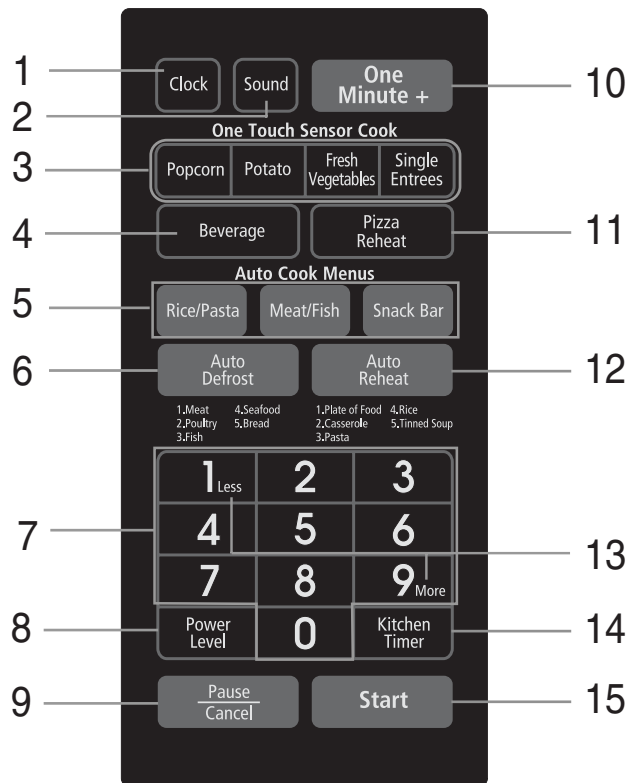 1
Clock
Sound
One
Minute +
10
2
One Touch Sensor Cook
3
Popcorn
Potato
Fresh
Vegetables
Single
Entrees
4
Beverage
Pizza
Reheat
11
Auto Cook Menus
5
Rice/Pasta
Meat/Fish
Snack Bar
6
Auto
Defrost
Auto
Reheat
12
1.Meat 4.Seafood
2.Poultry 5.Bread
3.Fish
1.Plate of Food 4.Rice
2.Casserole 5.Tinned Soup
3.Pasta
7
1 Less
2
3
4
5
6
13
7
8
9 More
8
Power
Level
0
Kitchen
Timer
14
9
Pause
Cancel
Start
15